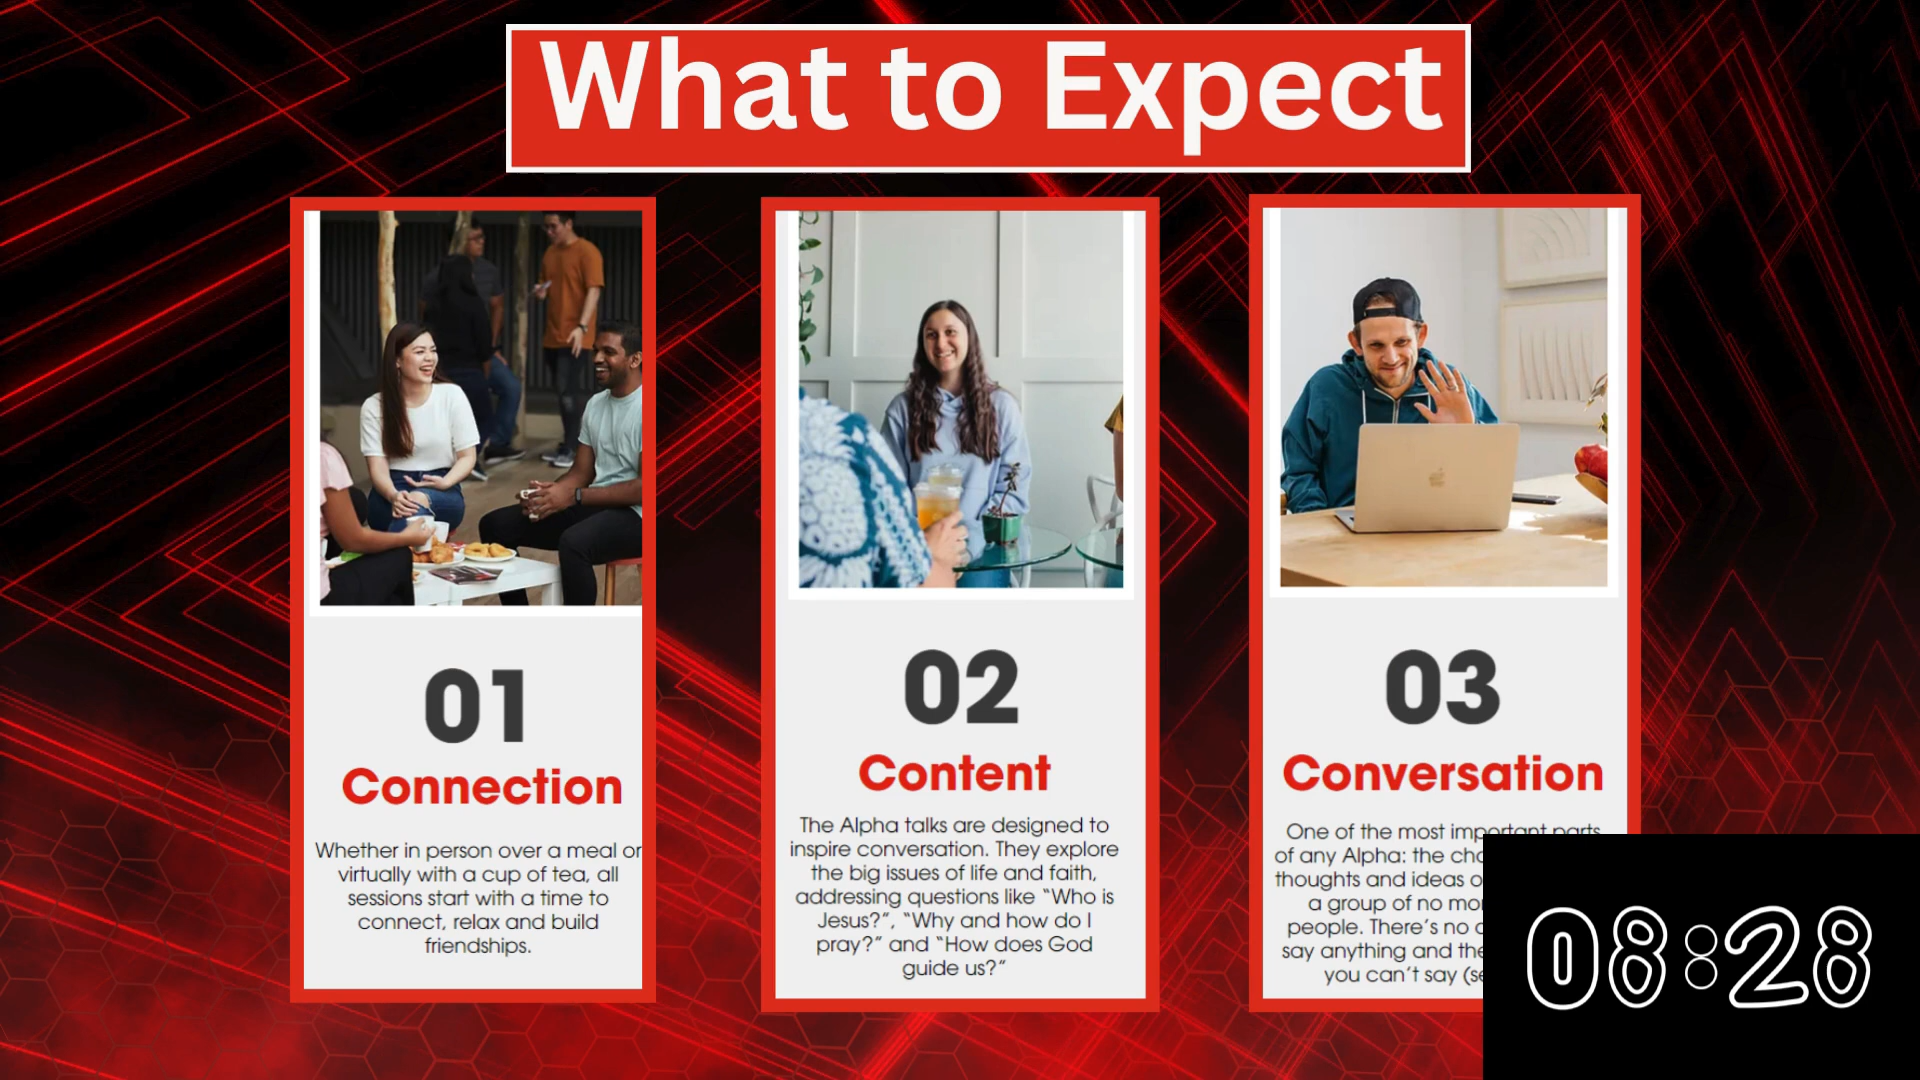 What to Expect
01
Connection
Whether in person over a meal or
virtually with a cup of tea, all
sessions start with a time to
connect, relax and build
friendships.
02
Content
The Alpha talks are designed to
inspire conversation. They explore
the big issues of life and faith,
addressing questions like “Who is
Jesus?”, “Why and how do I
pray?” and “How does God
guide us?”
03
Conversation
One of the most important parts
of any Alpha: the
thoughts and ideas
a group of no
people. There’s no
say anything and
you can’t say
08:28